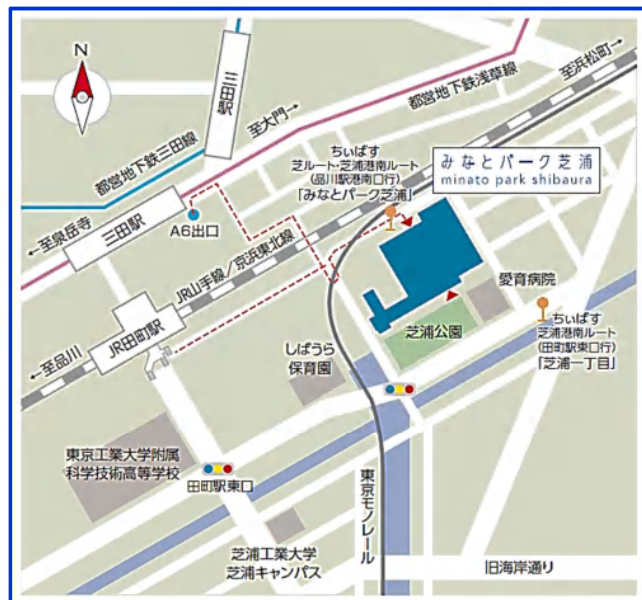 N
三田駅
至浜松町→
都営地下鉄浅草線
至大門→
都営地下鉄三田線
ちぃばす
芝ルート・芝浦港南ルート
(品川駅港南口行)
「みなとパーク芝浦」
みなとパーク芝浦
minato park shibaura
←至泉岳寺
三田駅
A6出口
JR山手線/京浜東北線
愛育病院
JR田町駅
←至品川
芝浦公園
ちぃばす
芝浦港南ルート
(田町駅東口行)
「芝浦一丁目」
しばうら
保育園
東京工業大学附属
科学技術高等学校
田町駅東口
東京モノレール
芝浦工業大学
芝浦キャンパス
旧海岸通り